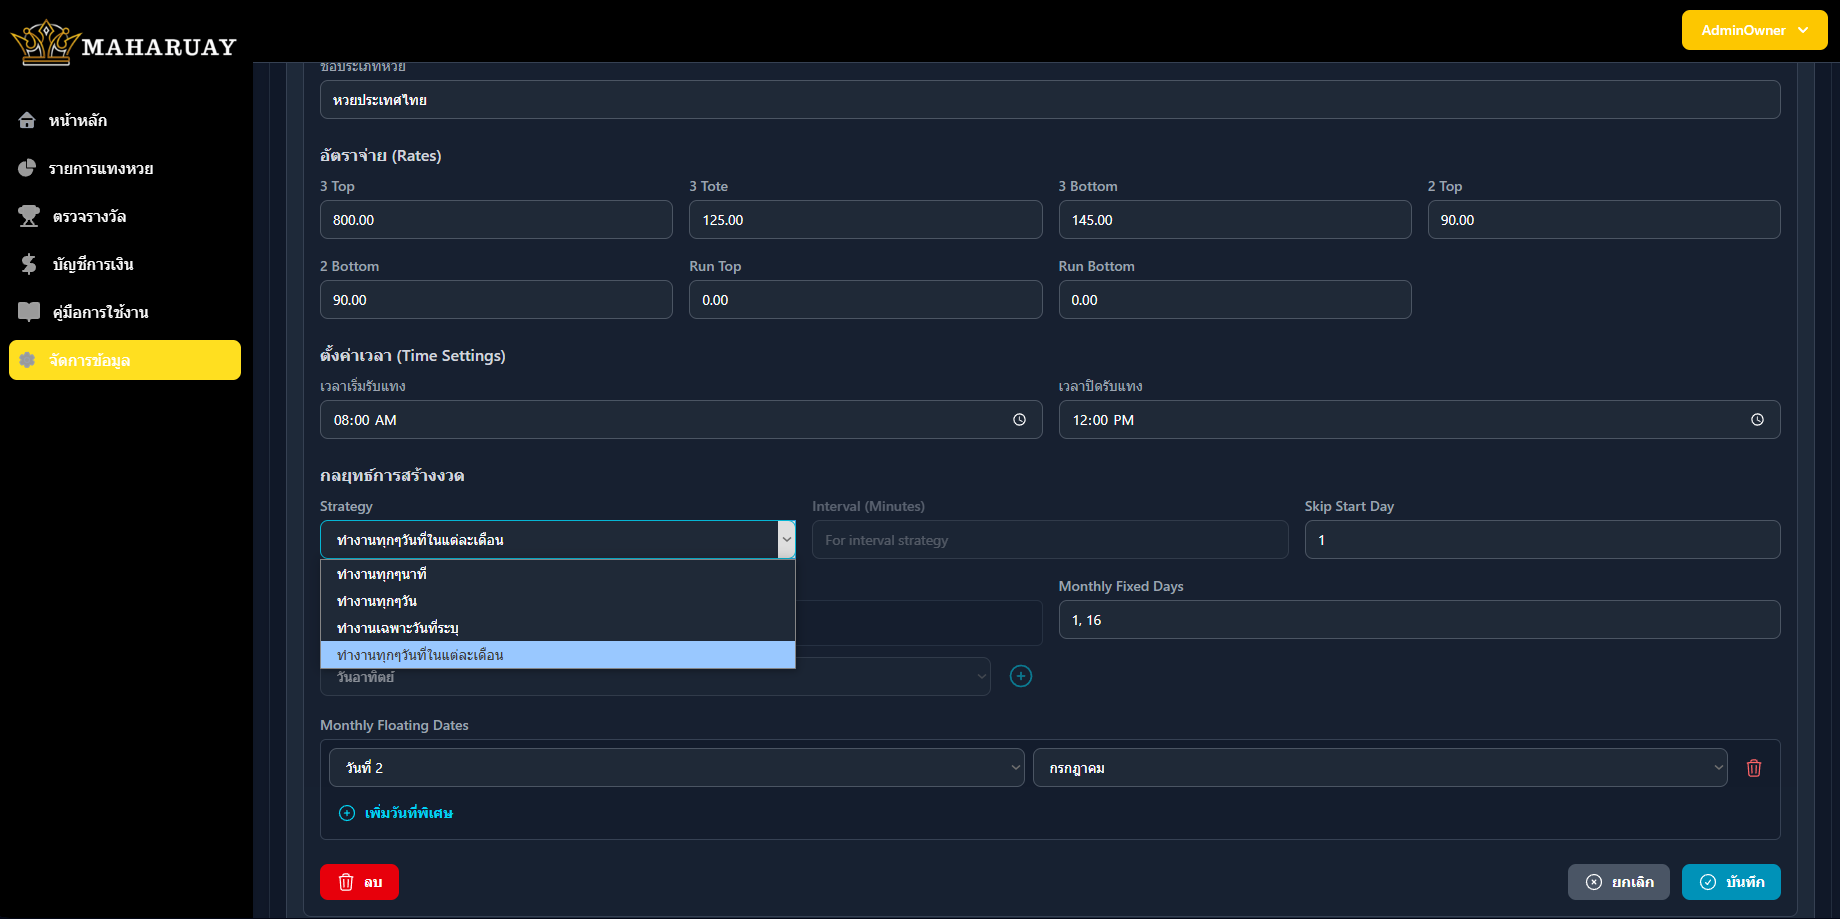 MAHARUAY
AdminOwner
หน้าหลัก
รายการแทงหวย
ตรวจรางวัล
บัญชีการเงิน
คู่มือการใช้งาน
จัดการข้อมูล
ชื่อประเภทหวย
หวยประเทศไทย
อัตราจ่าย (Rates)
3 Top
3 Tote
3 Bottom
2 Top
800.00
125.00
145.00
90.00
2 Bottom
Run Top
Run Bottom
90.00
0.00
0.00
ตั้งค่าเวลา (Time Settings)
เวลาเริ่มรับแทง
เวลาปิดรับแทง
08:00 AM
12:00 PM
กลยุทธ์การสร้างงวด
Strategy
Interval (Minutes)
Skip Start Day
ทำงานทุกๆวันที่ในแต่ละเดือน
For interval strategy
1
ทำงานทุกๆนาที
ทำงานทุกๆวัน
ทำงานเฉพาะวันที่ระบุ
ทำงานทุกๆวันที่ในแต่ละเดือน
Monthly Fixed Days
1, 16
วันอาทิตย์
Monthly Floating Dates
วันที่ 2
กรกฎาคม
เพิ่มวันที่พิเศษ
ลบ
ยกเลิก
บันทึก